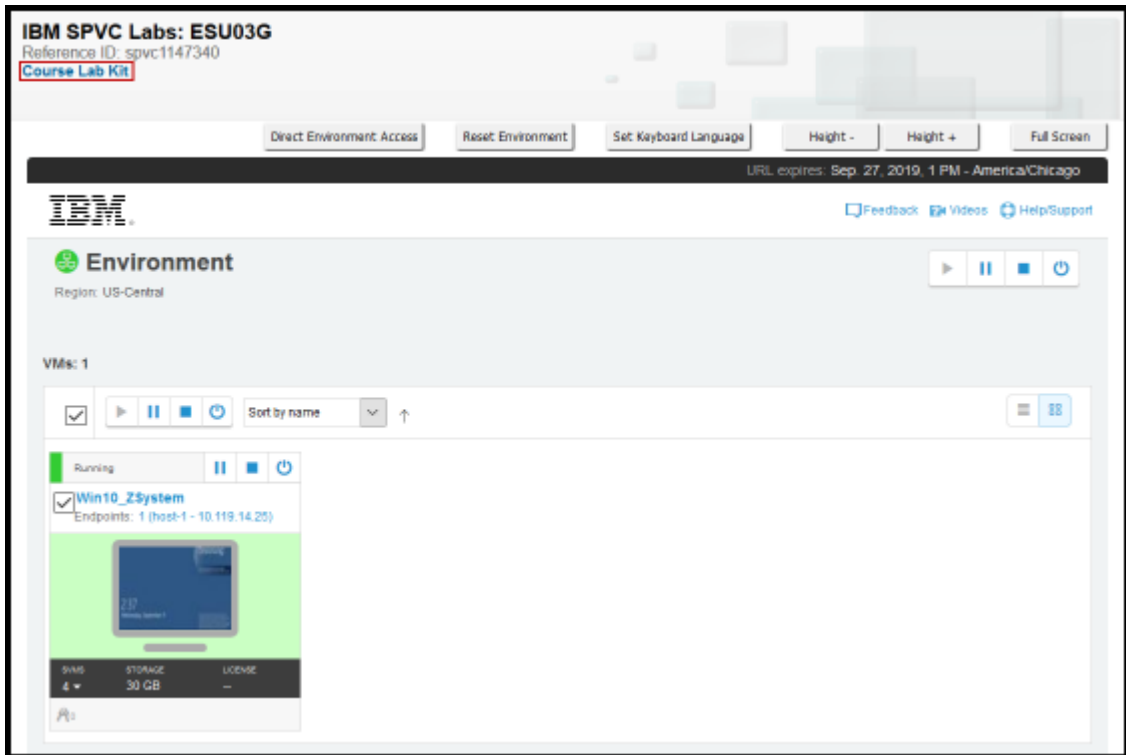 IBM SPVC Labs: ESU03G
Reference ID: spvc1147340
Course Lab Kit
Direct Environment Access Reset Environment Set Keyboard Language Height - Height + Full Screen
URL expires: Sep. 27, 2019, 1 PM - America/Chicago
IBM. Feedback Videos Help/Support
Environment
Region: US-Central
VMs: 1
Sort by name
Running
Win10_ZSystem
Endpoints: 1 (host-1 - 10.119.14.25)
2:37
SVMS STORAGE LICENSE
4 30 GB --